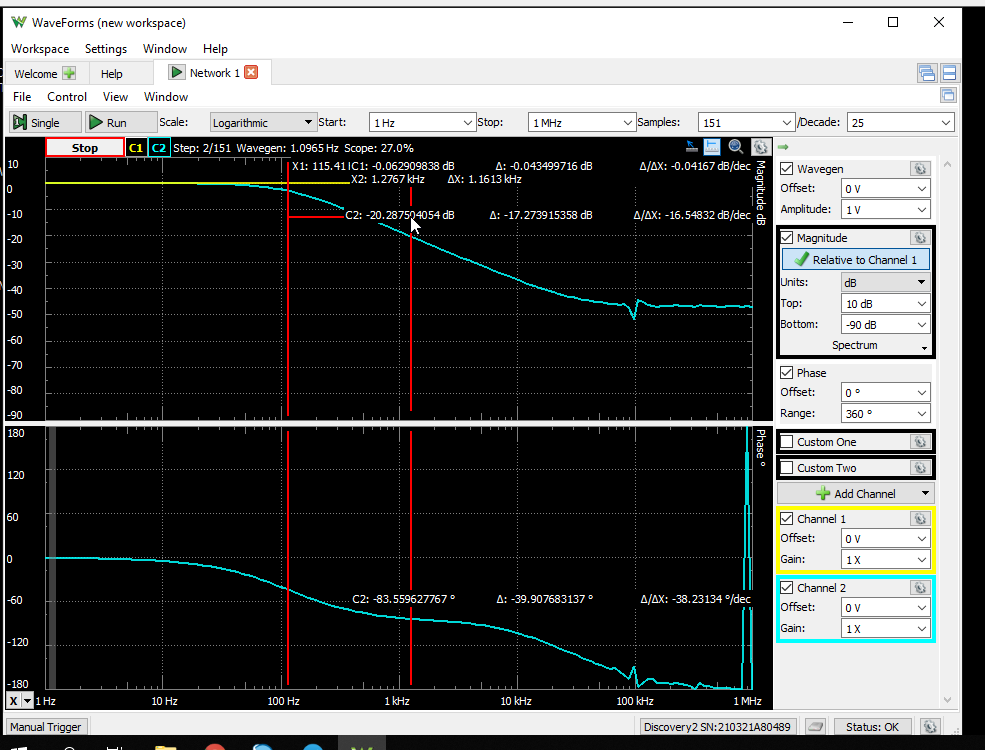 WaveForms (new workspace)
Workspace Settings Window Help
Welcome Help Network 1
File Control View Window
Single Run Scale: Logarithmic Start: 1 Hz Stop: 1 MHz Samples: 151 /Decade: 25
Stop C1 C2 Step: 2/151 Wavegen: 1.0965 Hz Scope: 27.0%
X1: 115.41 C1: -0.062909838 dB Δ: -0.043499716 dB Δ/ΔX: -0.04167 dB/dec
X2: 1.2767 kHz ΔX: 1.1613 kHz
C2: -20.287504054 dB Δ: -17.273915358 dB Δ/ΔX: -16.54832 dB/dec
Magnitude dB
10
0
-10
-20
-30
-40
-50
-60
-70
-80
-90
180
120
60
0
-60
-120
-180
Phase °
C2: -83.559627767 ° Δ: -39.907683137 ° Δ/ΔX: -38.23134 °/dec
X 1 Hz 10 Hz 100 Hz 1 kHz 10 kHz 100 kHz 1 MHz
Wavegen
Offset: 0 V
Amplitude: 1 V
Magnitude
Relative to Channel 1
Units: dB
Top: 10 dB
Bottom: -90 dB
Spectrum
Phase
Offset: 0 °
Range: 360 °
Custom One
Custom Two
Add Channel
Channel 1
Offset: 0 V
Gain: 1 X
Channel 2
Offset: 0 V
Gain: 1 X
Manual Trigger Discovery2 SN:210321A80489 Status: OK